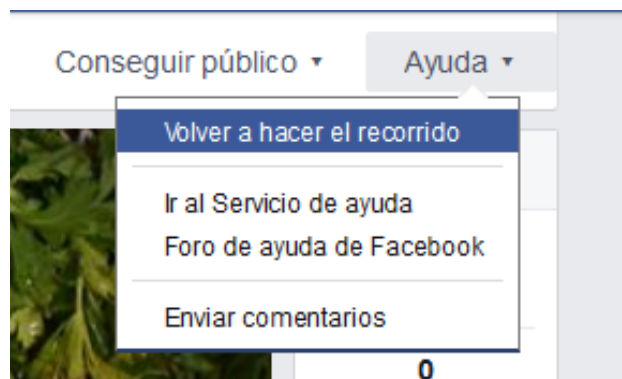 Conseguir público Ayuda
Volver a hacer el recorrido
Ir al Servicio de ayuda
Foro de ayuda de Facebook
Enviar comentarios
0